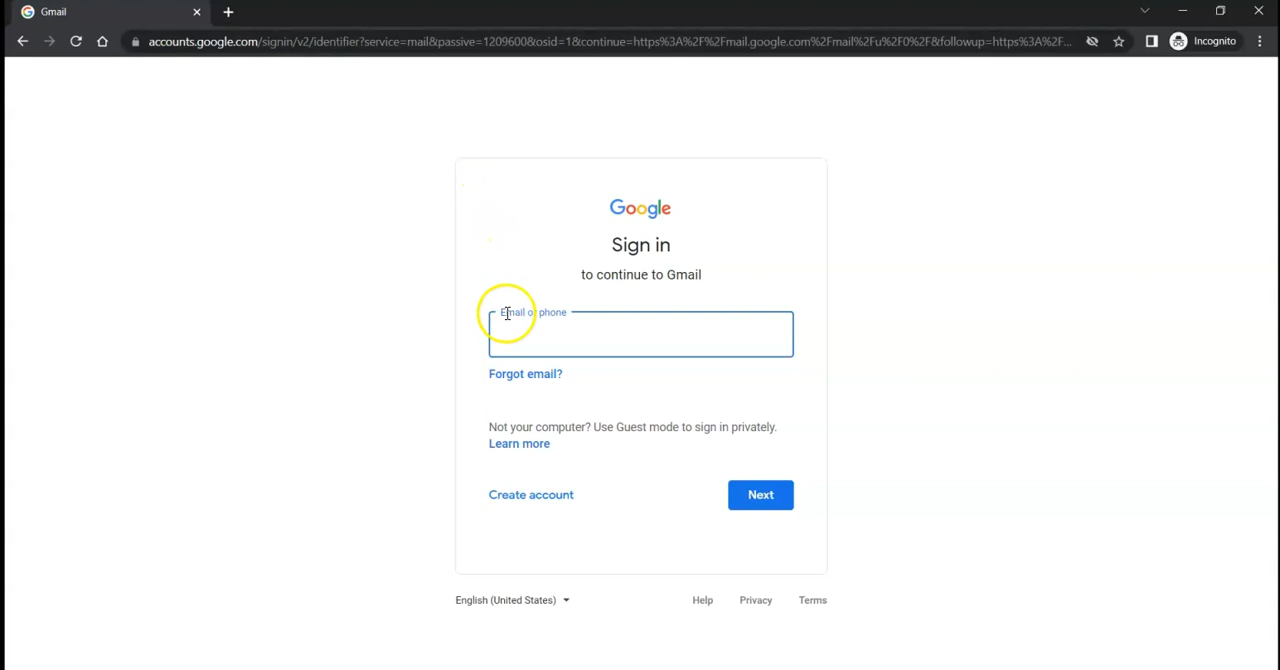 Gmail
accounts.google.com/signin/v2/identifier?service=mail&passive=1209600&osid=1&continue=https%3A%2F%2Fmail.google.com%2Fmail%2Fu%2F0%2F&followup=https%3A%2F...
Incognito
Google
Sign in
to continue to Gmail
Email or phone
Forgot email?
Not your computer? Use Guest mode to sign in privately.
Learn more
Create account
Next
English (United States)
Help
Privacy
Terms